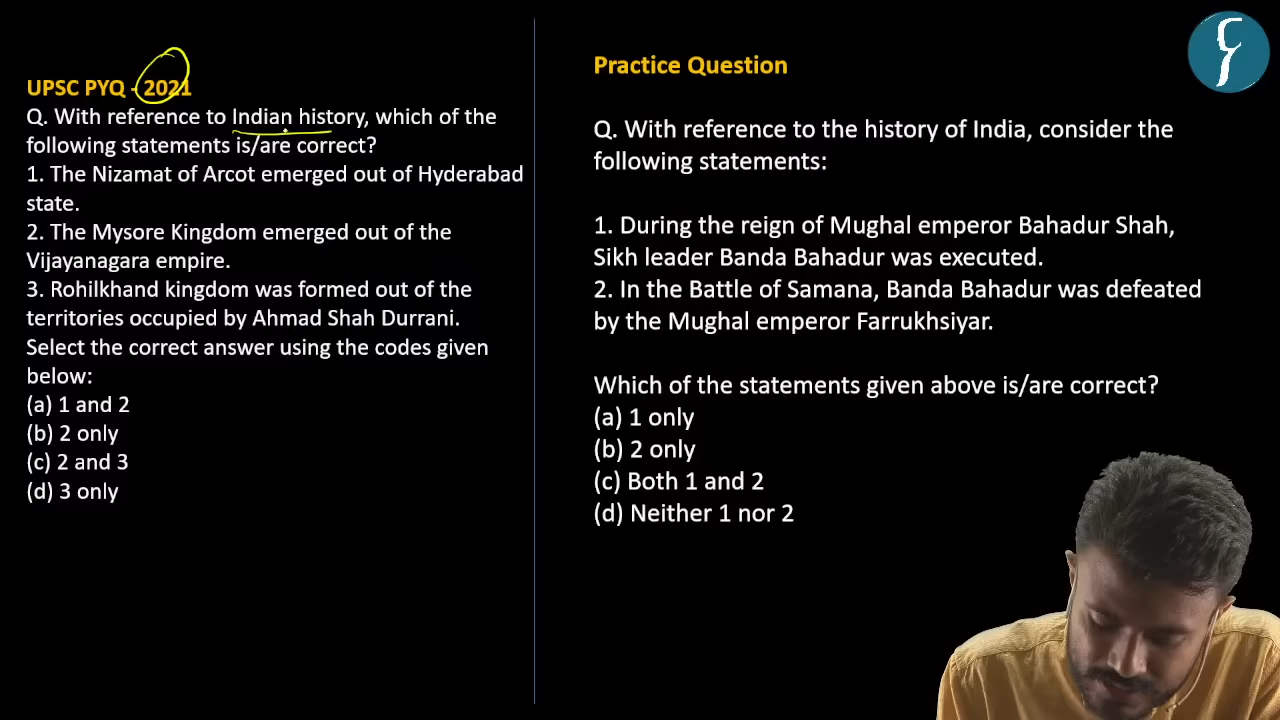 UPSC PYQ - 2021
Q. With reference to Indian history, which of the
following statements is/are correct?
1. The Nizamat of Arcot emerged out of Hyderabad
state.
2. The Mysore Kingdom emerged out of the
Vijayanagara empire.
3. Rohilkhand kingdom was formed out of the
territories occupied by Ahmad Shah Durrani.
Select the correct answer using the codes given
below:
(a) 1 and 2
(b) 2 only
(c) 2 and 3
(d) 3 only
Practice Question
Q. With reference to the history of India, consider the
following statements:
1. During the reign of Mughal emperor Bahadur Shah,
Sikh leader Banda Bahadur was executed.
2. In the Battle of Samana, Banda Bahadur was defeated
by the Mughal emperor Farrukhsiyar.
Which of the statements given above is/are correct?
(a) 1 only
(b) 2 only
(c) Both 1 and 2
(d) Neither 1 nor 2